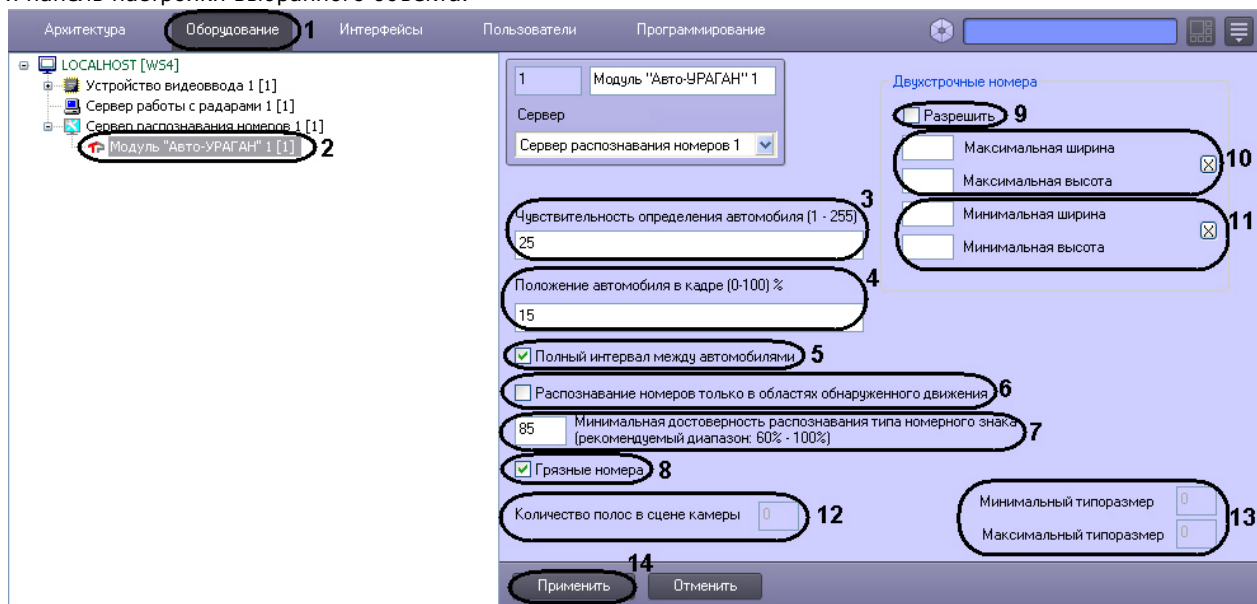 и панель настройки выбранного объекта.
Архитектура Оборудование 1 Интерфейсы Пользователи Программирование
LOCALHOST [WS4]
Устройство видеоввода 1 [1]
Сервер работы с радарами 1 [1]
Сервер распознавания номеров 1 [1]
Модуль "Авто-УРАГАН" 1 [1] 2
1 Модуль "Авто-УРАГАН" 1
Сервер
Сервер распознавания номеров 1
Чувствительность определения автомобиля (1 - 255) 3
25
Положение автомобиля в кадре (0-100) % 4
15
Полный интервал между автомобилями 5
Распознавание номеров только в областях обнаруженного движения 6
85 Минимальная достоверность распознавания типа номерного знака
(рекомендуемый диапазон: 60% - 100%) 7
Грязные номера 8
Количество полос в сцене камеры 0 12
Двухстрочные номера
Разрешить 9
Максимальная ширина
Максимальная высота
10
Минимальная ширина
Минимальная высота
11
Минимальный типоразмер 0
Максимальный типоразмер 0
13
14
Применить Отменить